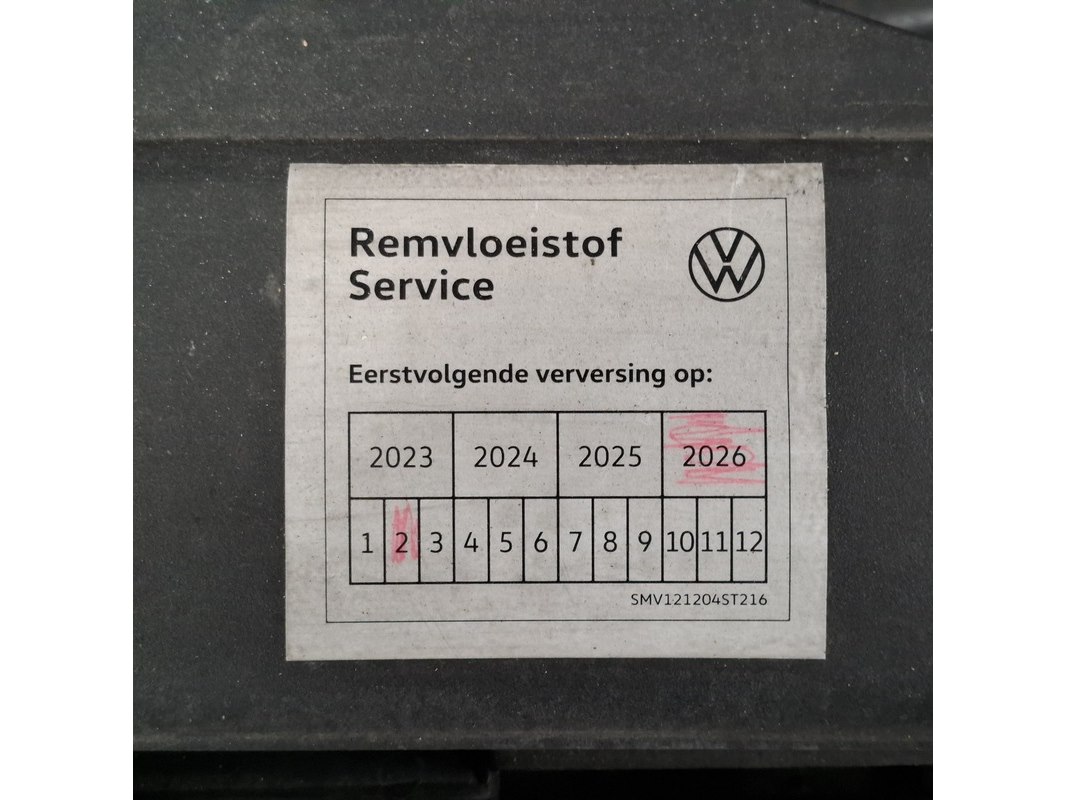 Remvloeistof
Service
Eerstvolgende verversing op:
2023 2024 2025 2026
1 2 3 4 5 6 7 8 9 10 11 12
SMV121204ST216